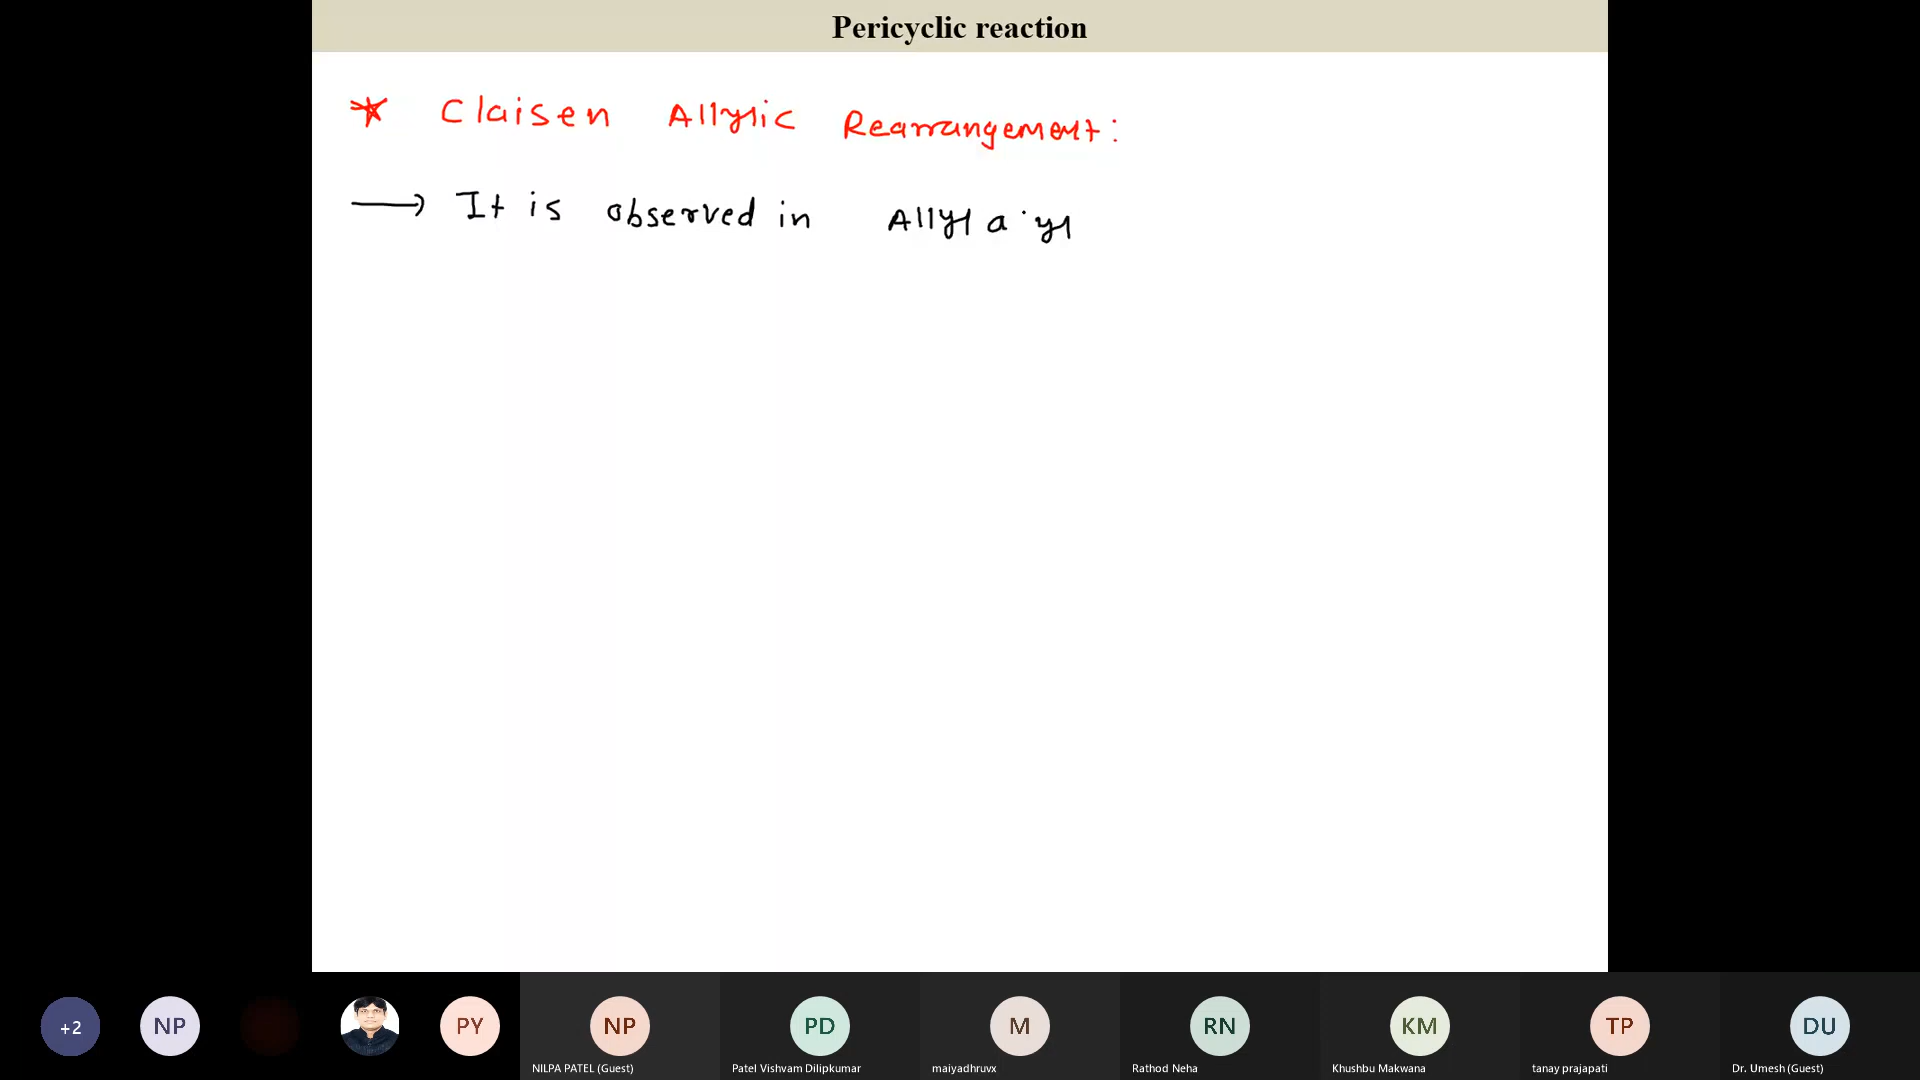 Pericyclic reaction
* Claisen Allylic Rearrangement:
→ It is observed in Allyl a yl
+2
NP
PY
NP
PD
M
RN
KM
TP
DU
NILPA PATEL (Guest)
Patel Vishvam Dilipkumar
maiyadhruvx
Rathod Neha
Khushbu Makwana
tanay prajapati
Dr. Umesh (Guest)